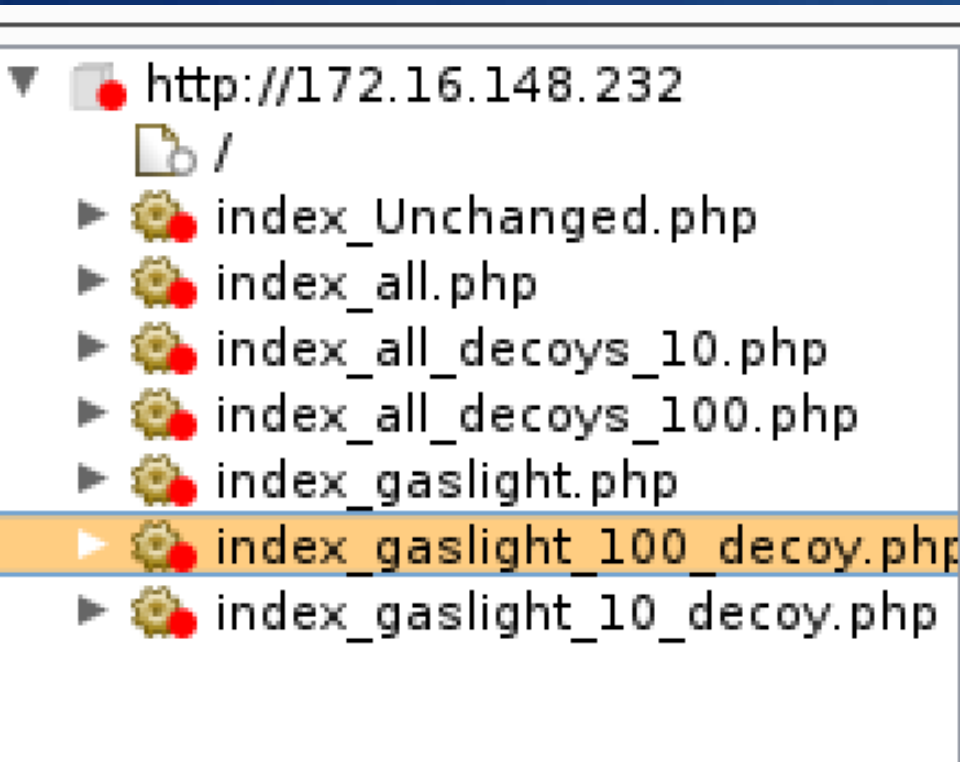 http://172.16.148.232
/
index_Unchanged.php
index_all.php
index_all_decoys_10.php
index_all_decoys_100.php
index_gaslight.php
index_gaslight_100_decoy.php
index_gaslight_10_decoy.php